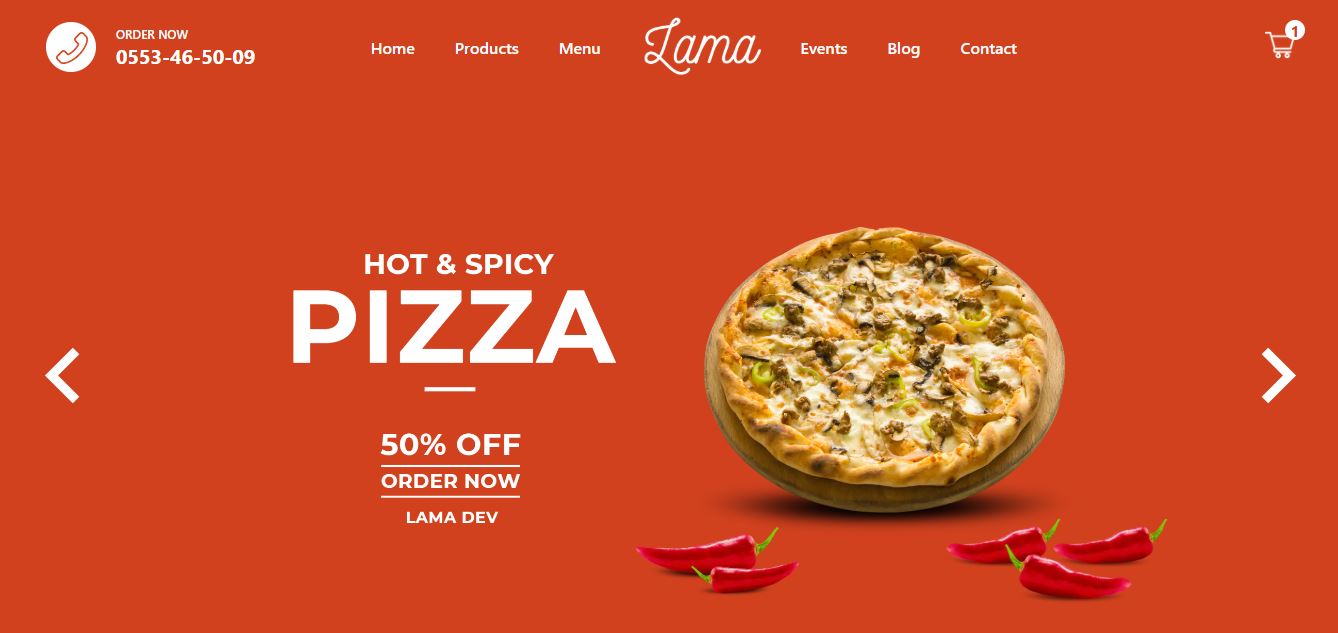 ORDER NOW
0553-46-50-09
Home Products Menu Lama Events Blog Contact
1
HOT & SPICY
PIZZA
50% OFF
ORDER NOW
LAMA DEV